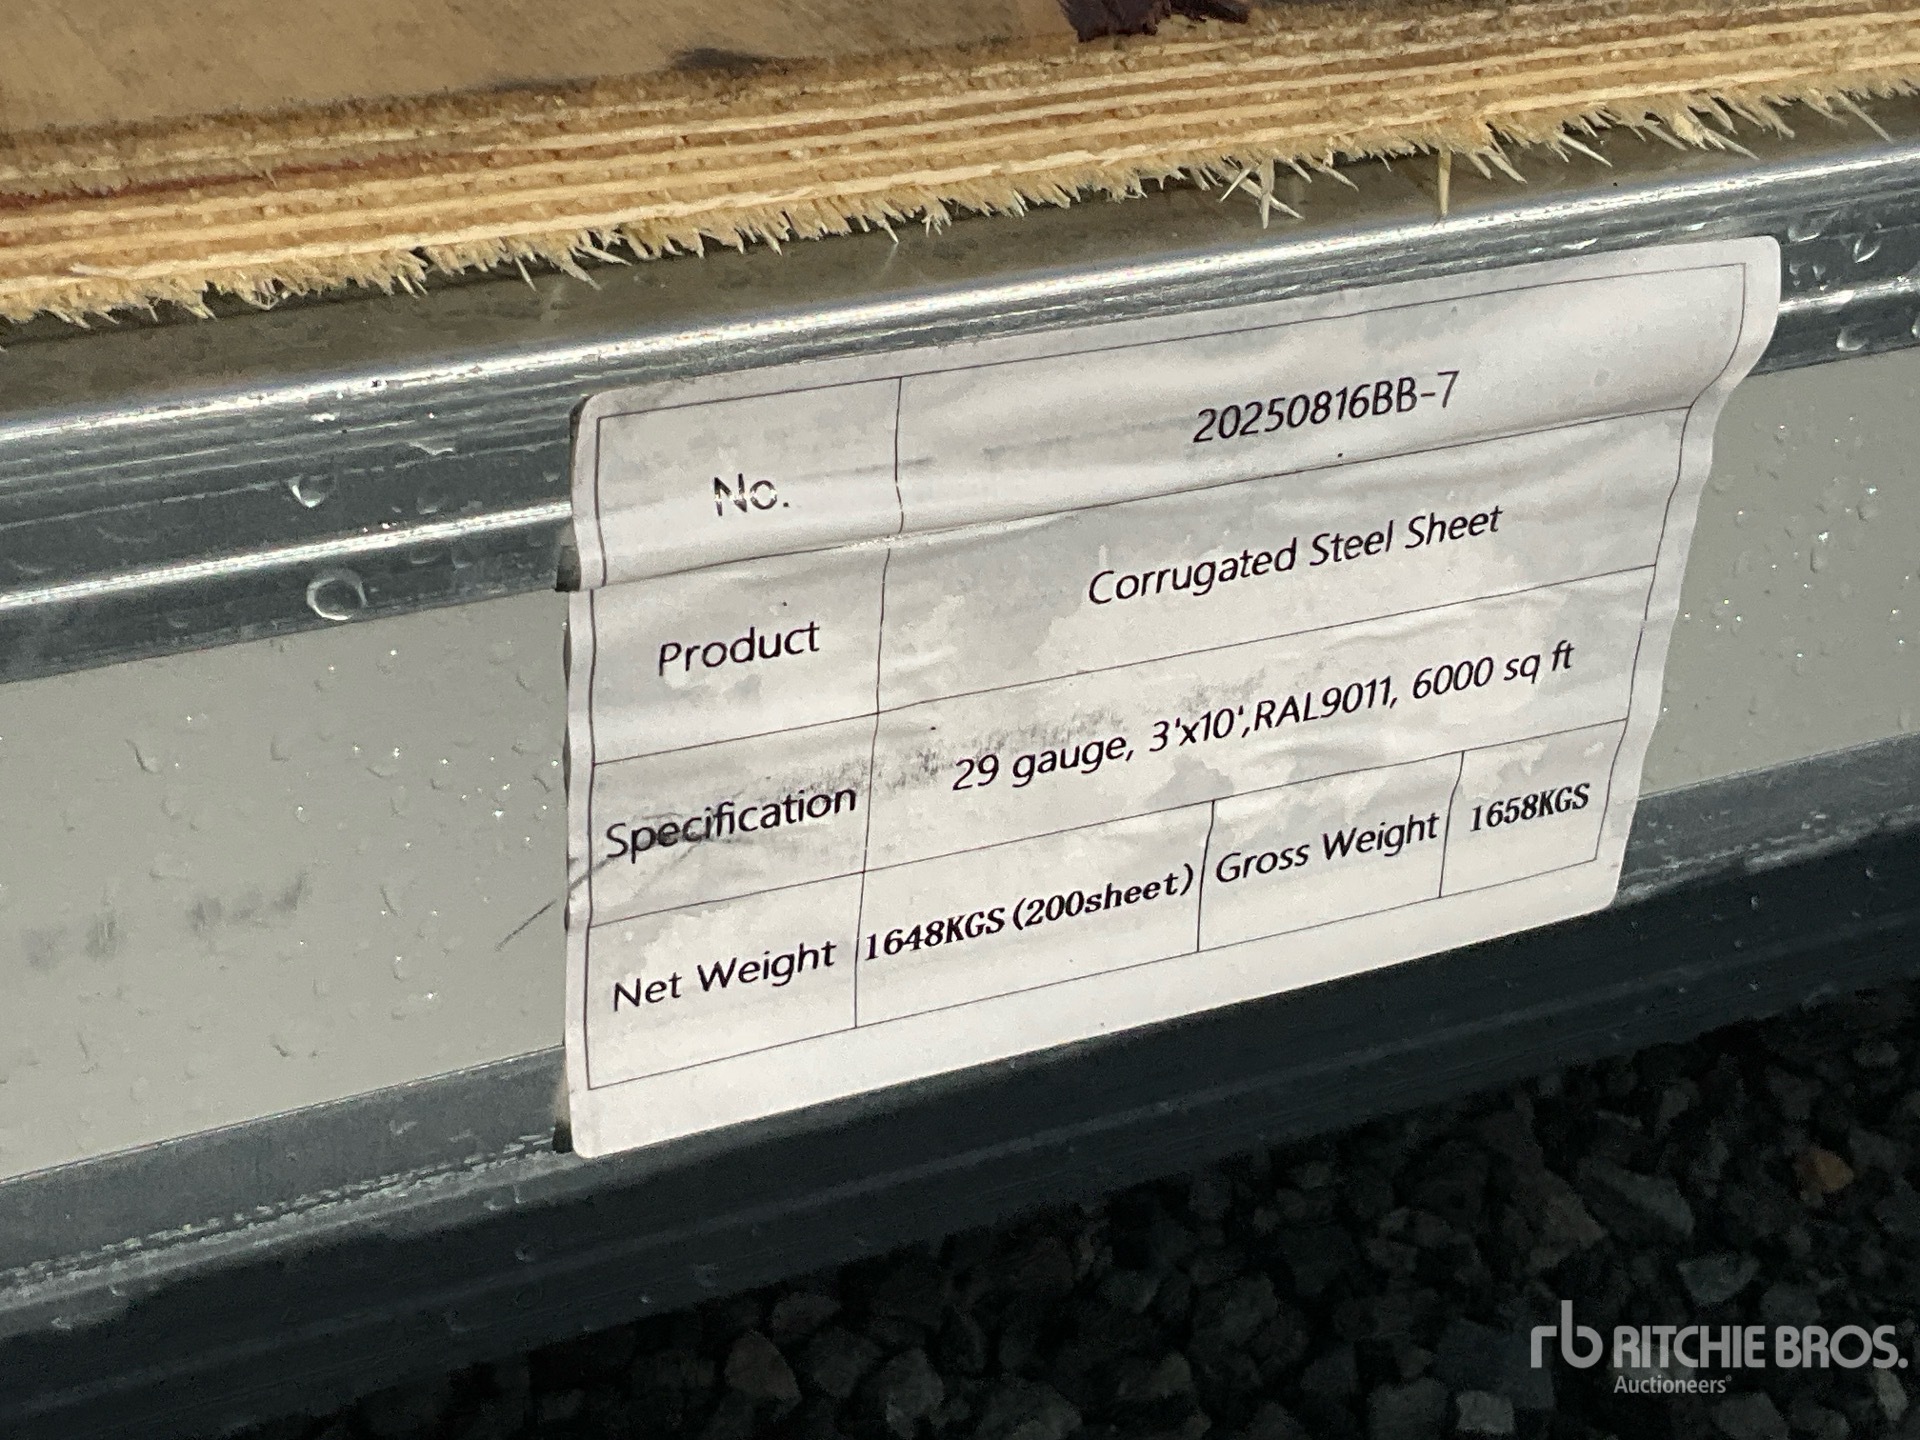 No. 20250816BB-7
Product Corrugated Steel Sheet
Specification 29 gauge, 3'x10',RAL9011, 6000 sq ft
Net Weight 1648KGS(200sheet) Gross Weight 1658KGS
rb RITCHIE BROS.
Auctioneers®